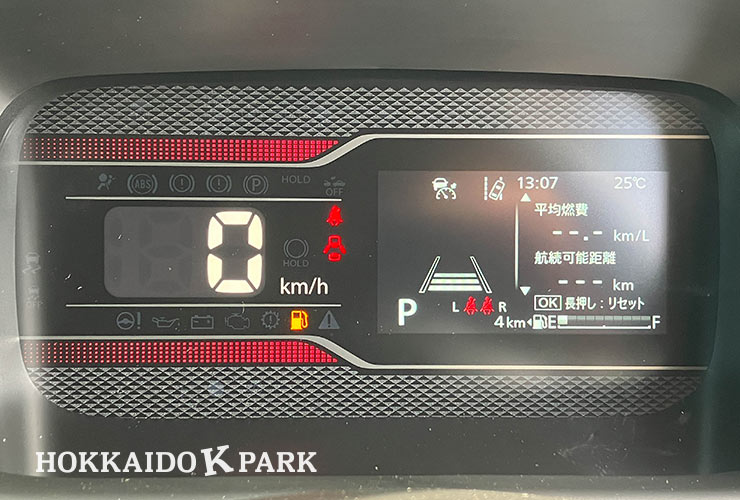 ABS
P
HOLD
OFF
0
HOLD
km/h
13:07 25℃
平均燃費
--.- km/L
航続可能距離
--- km
OK 長押し:リセット
P
L R
4km E F
HOKKAIDO K PARK